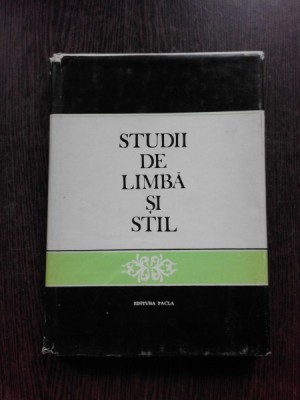 STUDII
DE
LIMBĂ
ȘI
STIL
EDITURA FACLA